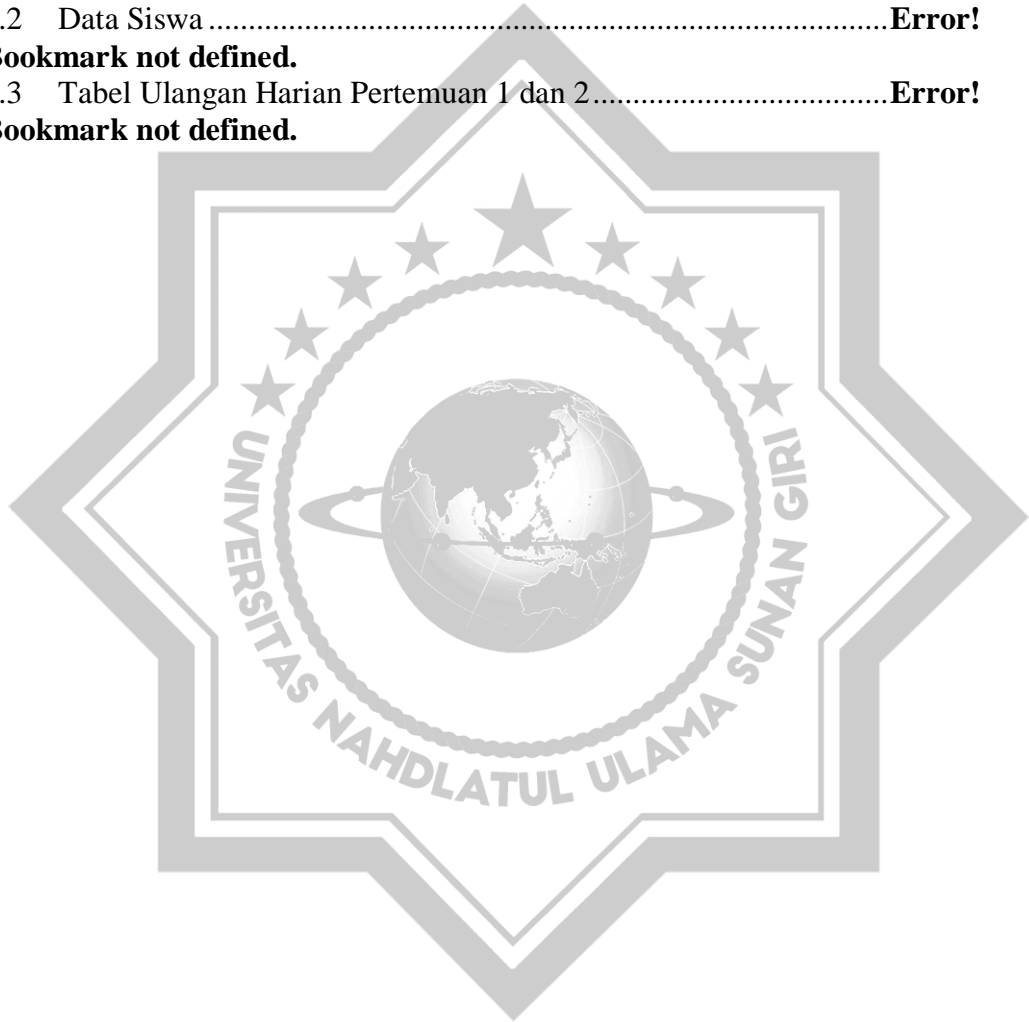 .2 Data Siswa....................................................................................Error!
Bookmark not defined.
.3 Tabel Ulangan Harian Pertemuan 1 dan 2....................................Error!
Bookmark not defined.
UNIVERSITAS NAHDLATUL ULAMA SUNAN GIRI